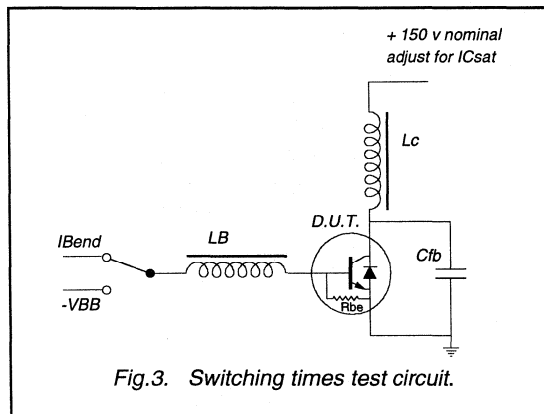 + 150 v nominal
adjust for ICsat
Lc
D.U.T.
LB
IBend
Cfb
-VBB
Rbe
Fig.3. Switching times test circuit.